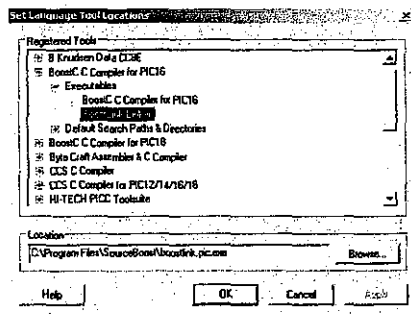 Set Language Tool Locations
Registered Tools
B Knudsen Data CC8E
BoostC C Compiler for PIC16
Executables
BoostC C Compiler for PIC16
Linker
Default Search Paths & Directories
BoostC C Compiler for PIC18
Byte Craft Assembler & C Compiler
CCS C Compiler
CCS C Compiler for PIC12/14/16/18
HI-TECH PICC Toolsuite
Location
C:\Program Files\SourceBoost\boostlink.pic.exe
Browse...
Help
OK
Cancel
Apply